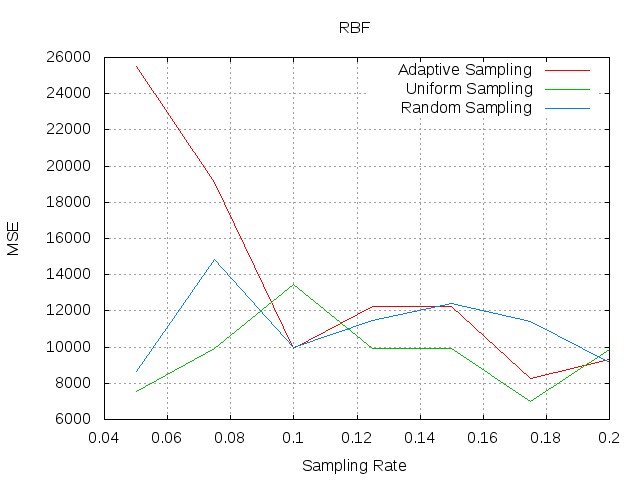 RBF
26000
24000
22000
20000
18000
16000
14000
12000
10000
8000
6000
MSE
Adaptive Sampling
Uniform Sampling
Random Sampling
0.04 0.06 0.08 0.1 0.12 0.14 0.16 0.18 0.2
Sampling Rate